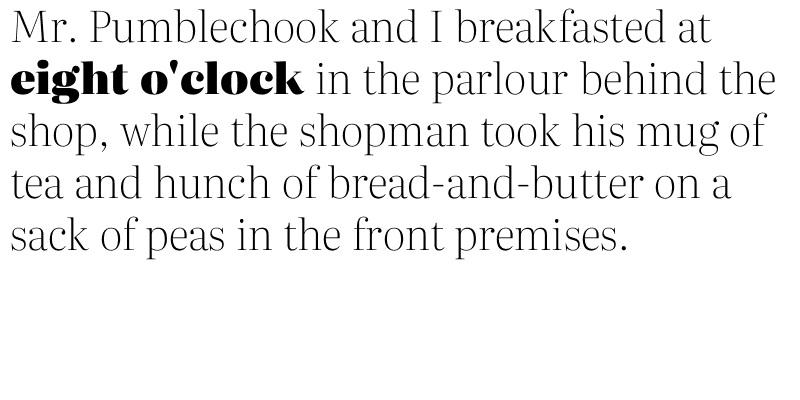 Mr. Pumblechook and I breakfasted at
eight o'clock in the parlour behind the
shop, while the shopman took his mug of
tea and hunch of bread-and-butter on a
sack of peas in the front premises.